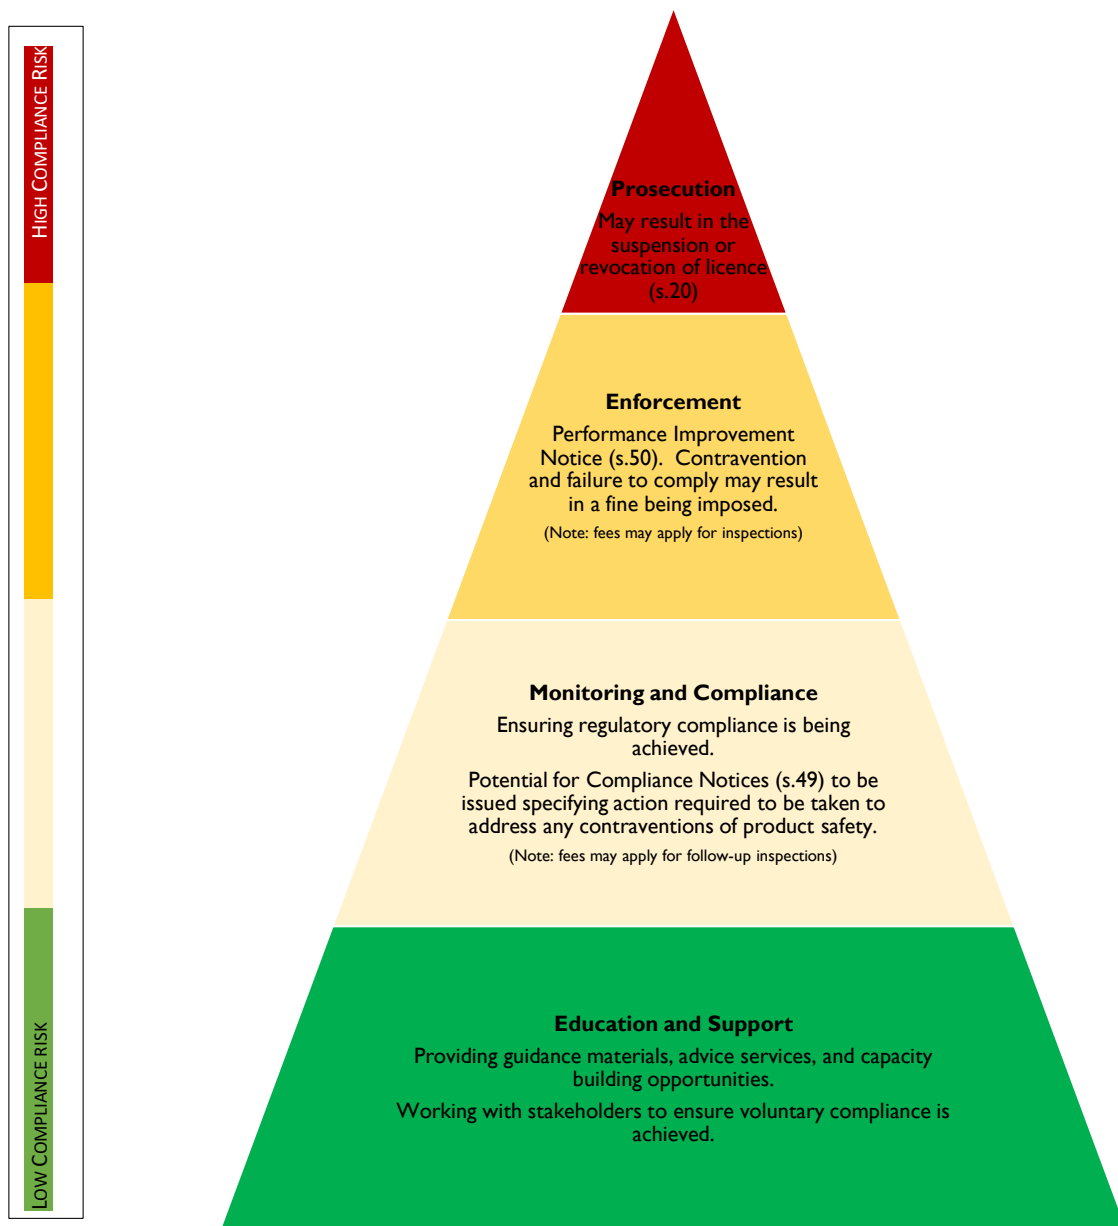 HIGH COMPLIANCE RISK
LOW COMPLIANCE RISK
Prosecution
May result in the
suspension or
revocation of licence
(s.20)
Enforcement
Performance Improvement
Notice (s.50).  Contravention
and failure to comply may result
in a fine being imposed.
(Note: fees may apply for inspections)
Monitoring and Compliance
Ensuring regulatory compliance is being
achieved.
Potential for Compliance Notices (s.49) to be
issued specifying action required to be taken to
address any contraventions of product safety.
(Note: fees may apply for follow-up inspections)
Education and Support
Providing guidance materials, advice services, and capacity
building opportunities.
Working with stakeholders to ensure voluntary compliance is
achieved.